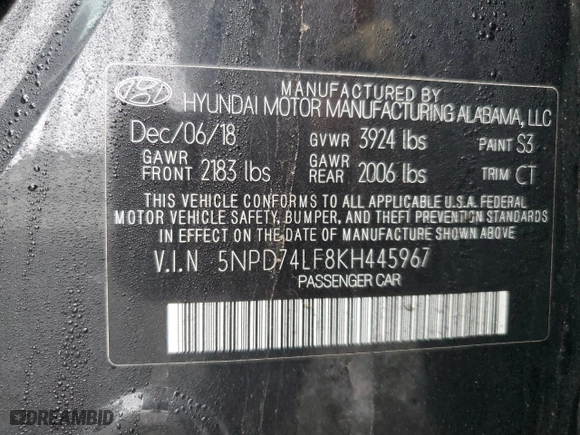 MANUFACTURED BY
HYUNDAI MOTOR MANUFACTURING ALABAMA, LLC
Dec/06/18 GVWR 3924 lbs PAINT S3
GAWR FRONT 2183 lbs GAWR REAR 2006 lbs TRIM CT
THIS VEHICLE CONFORMS TO ALL APPLICABLE U.S.A. FEDERAL
MOTOR VEHICLE SAFETY, BUMPER, AND THEFT PREVENTION STANDARDS
IN EFFECT ON THE DATE OF MANUFACTURE SHOWN ABOVE.
V.I.N 5NPD74LF8KH445967
PASSENGER CAR
DREAMBID